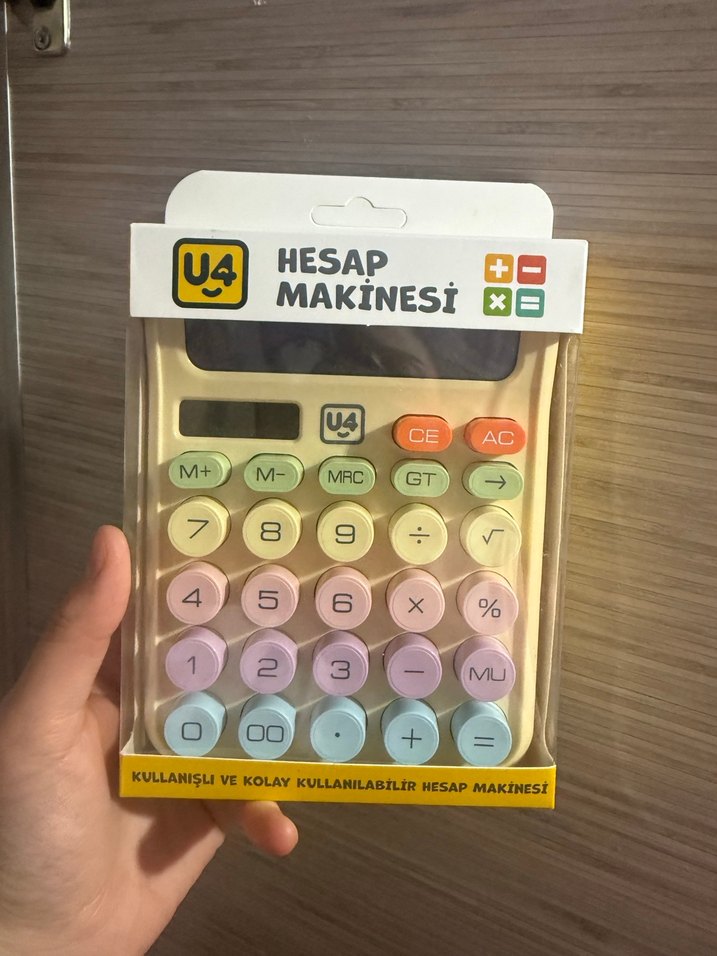 U4
HESAP
MAKİNESİ
+ −
× =
U4
CE AC
M+ M- MRC GT →
7 8 9 ÷ √
4 5 6 × %
1 2 3 − MU
0 00 · + =
KULLANIŞLI VE KOLAY KULLANILABİLİR HESAP MAKİNESİ